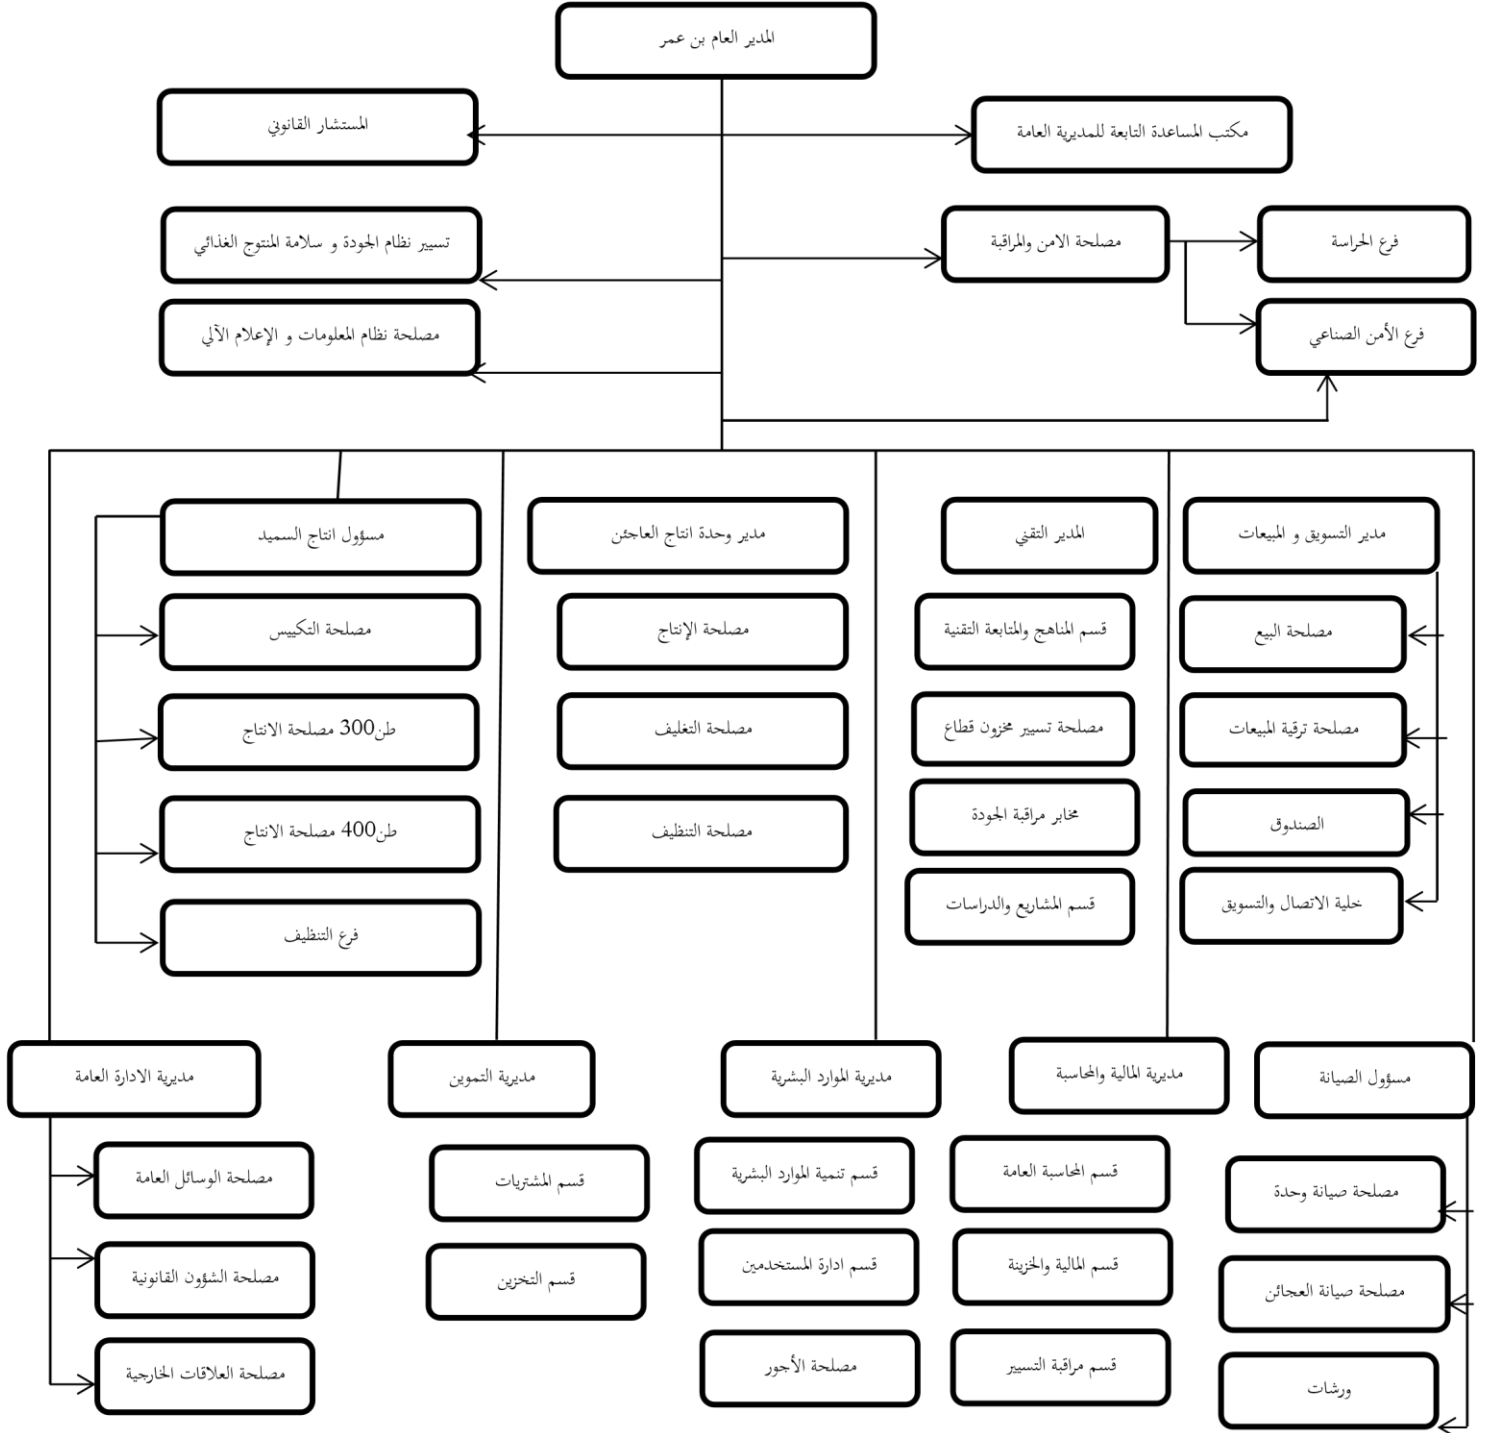 المدير العام بن عمر
مكتب المساعدة التابعة للمديرية العامة
المستشار القانوني
فرع الحراسة
مصلحة الامن والمراقبة
تسيير نظام الجودة و سلامة المنتوج الغذائي
فرع الأمن الصناعي
مصلحة نظام المعلومات و الإعلام الآلي
مدير التسويق و المبيعات
مصلحة البيع
مصلحة ترقية المبيعات
الصندوق
خلية الاتصال والتسويق
المدير التقني
قسم المناهج والمتابعة التقنية
مصلحة تسيير مخزون قطاع
مخابر مراقبة الجودة
قسم المشاريع والدراسات
مدير وحدة انتاج العاجئن
مصلحة الإنتاج
مصلحة التغليف
مصلحة التنظيف
مسؤول انتاج السميد
مصلحة التكييس
طن300 مصلحة الانتاج
طن400 مصلحة الانتاج
فرع التنظيف
مسؤول الصيانة
مصلحة صيانة وحدة
مصلحة صيانة العجائن
ورشات
مديرية المالية والمحاسبة
قسم المحاسبة العامة
قسم المالية والخزينة
قسم مراقبة التسيير
مديرية الموارد البشرية
قسم تنمية الموارد البشرية
قسم ادارة المستخدمين
مصلحة الأجور
مديرية التموين
قسم المشتريات
قسم التخزين
مديرية الادارة العامة
مصلحة الوسائل العامة
مصلحة الشؤون القانونية
مصلحة العلاقات الخارجية